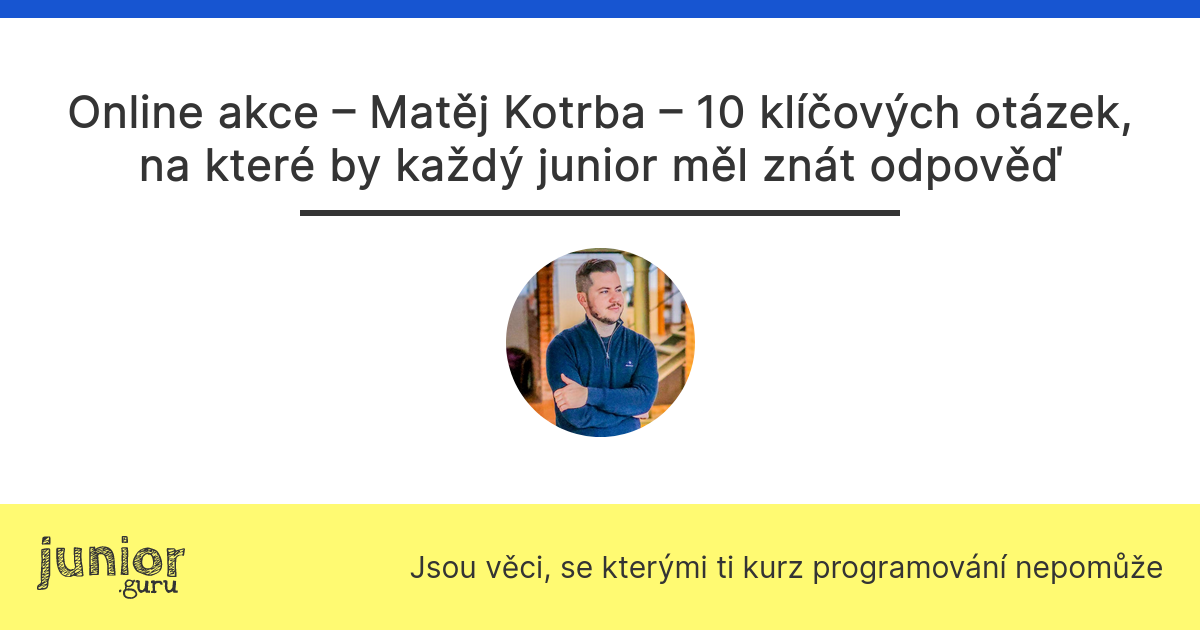 Online akce – Matěj Kotrba – 10 klíčových otázek,
na které by každý junior měl znát odpověď
junior
.guru
Jsou věci, se kterými ti kurz programování nepomůže